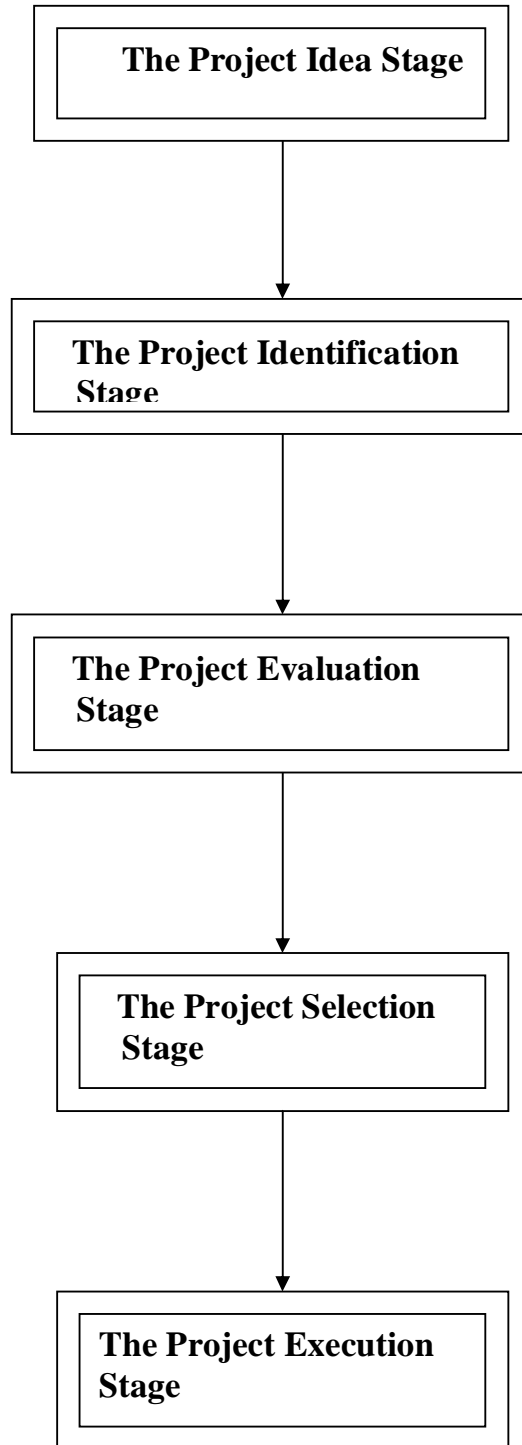 The Project Idea Stage
The Project Identification
Stage
The Project Evaluation
Stage
The Project Selection
Stage
The Project Execution
Stage